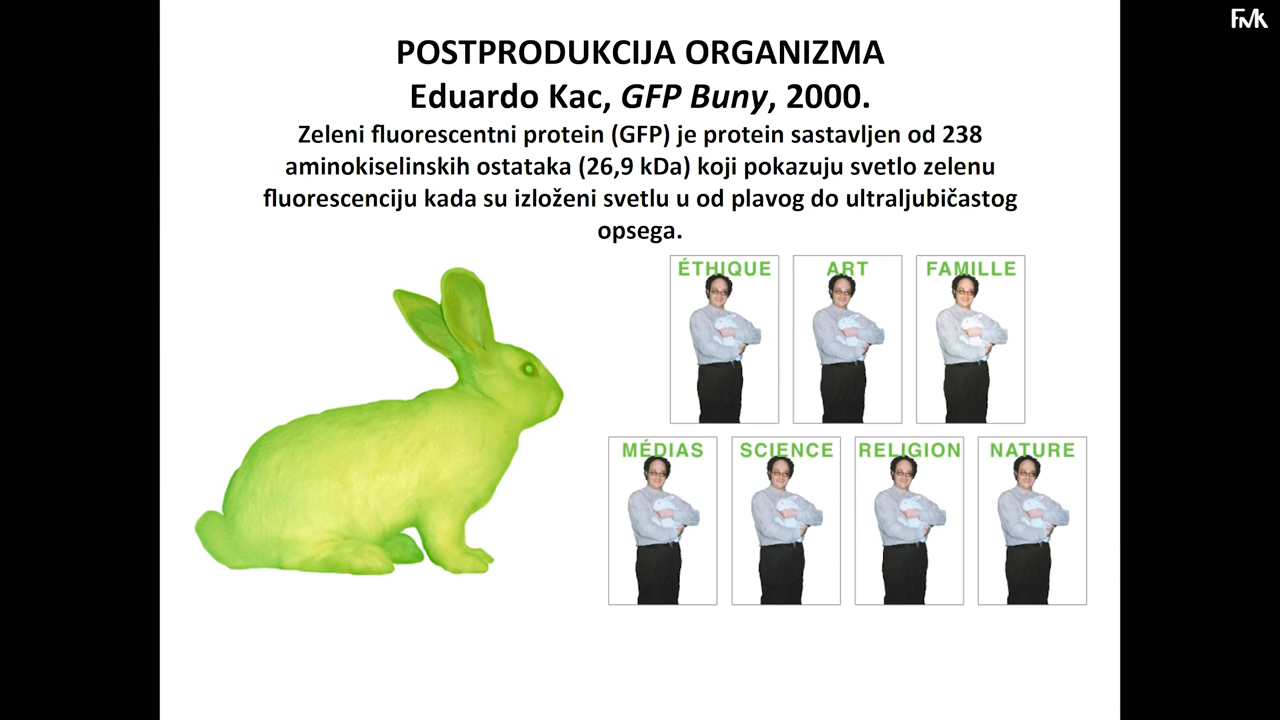 FMK
POSTPRODUKCIJA ORGANIZMA
Eduardo Kac, GFP Buny, 2000.
Zeleni fluorescentni protein (GFP) je protein sastavljen od 238
aminokiselinskih ostataka (26,9 kDa) koji pokazuju svetlo zelenu
fluorescenciju kada su izloženi svetlu u od plavog do ultraljubičastog
opsega.
ÉTHIQUE
ART
FAMILLE
MÉDIAS
SCIENCE
RELIGION
NATURE